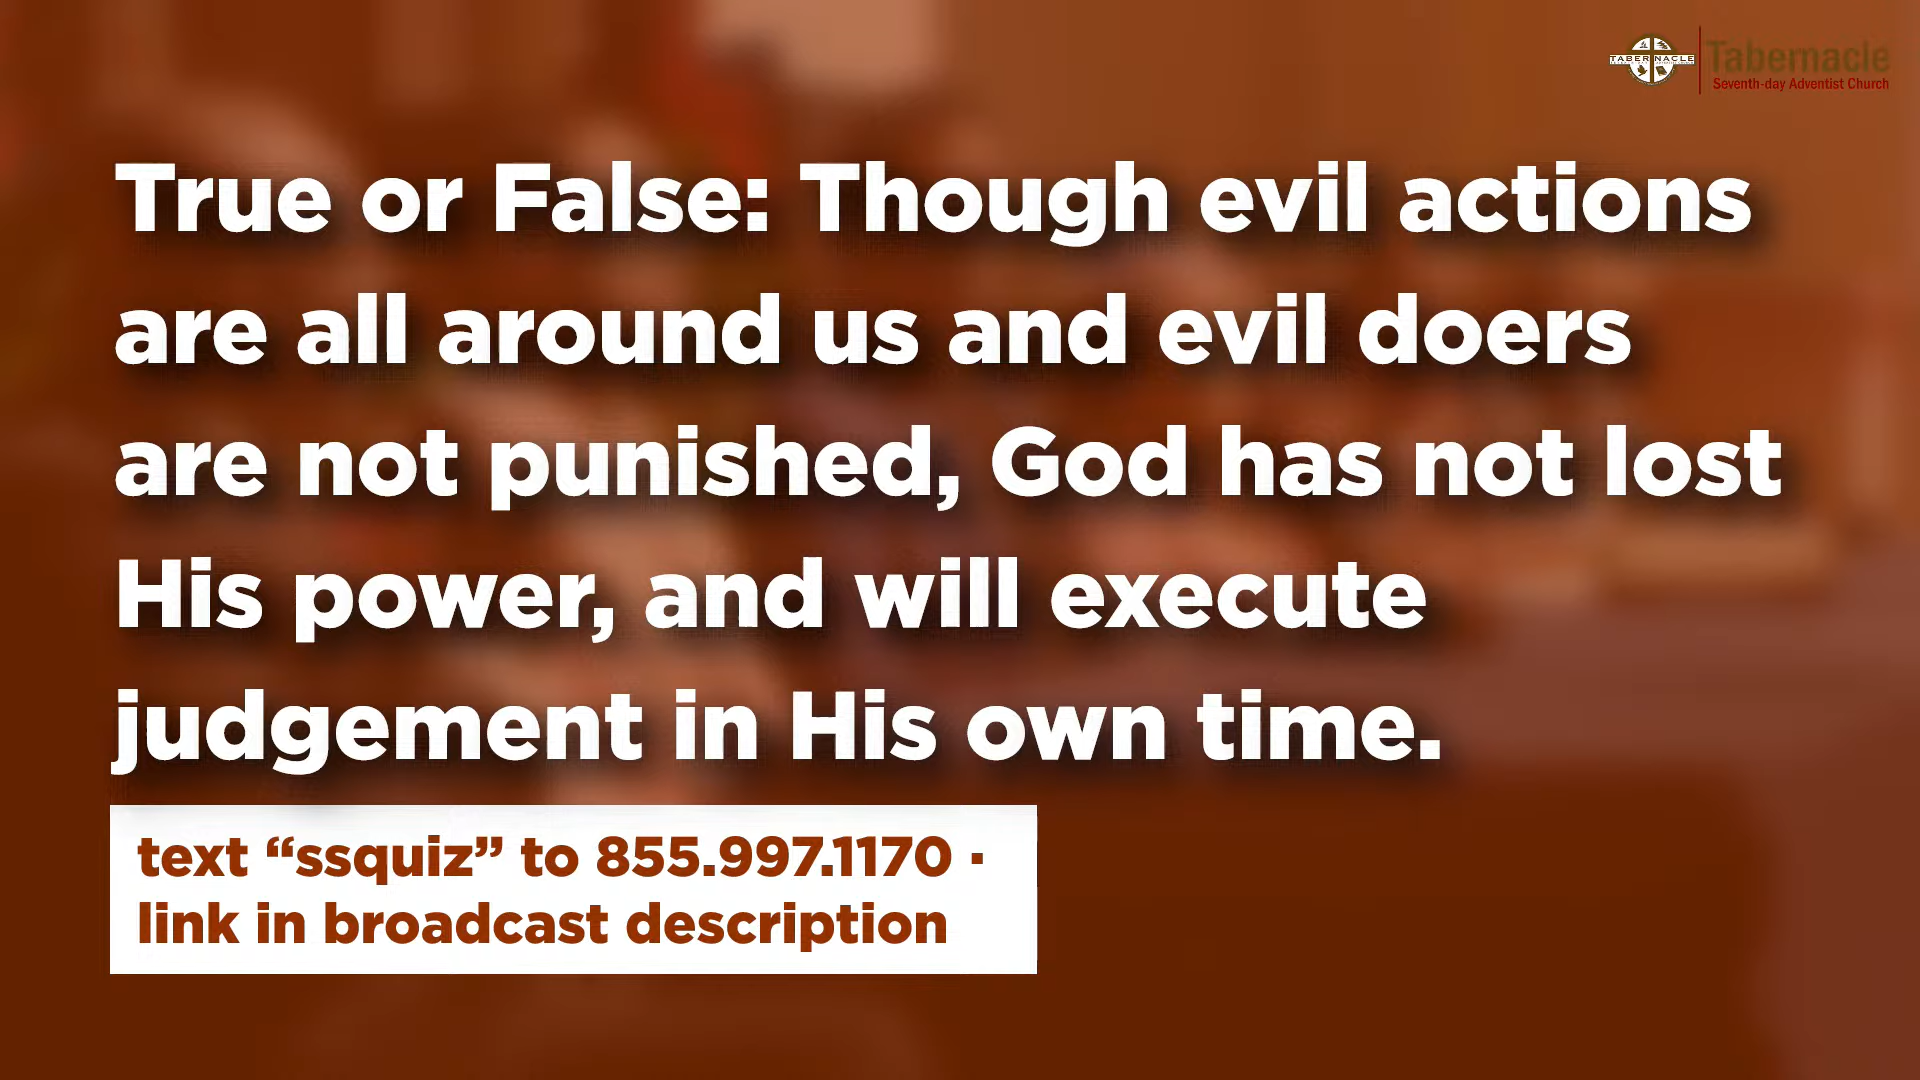 TABERNACLE
Tabernacle
Seventh-day Adventist Church
True or False: Though evil actions
are all around us and evil doers
are not punished, God has not lost
His power, and will execute
judgement in His own time.
text “ssquiz” to 855.997.1170 ·
link in broadcast description